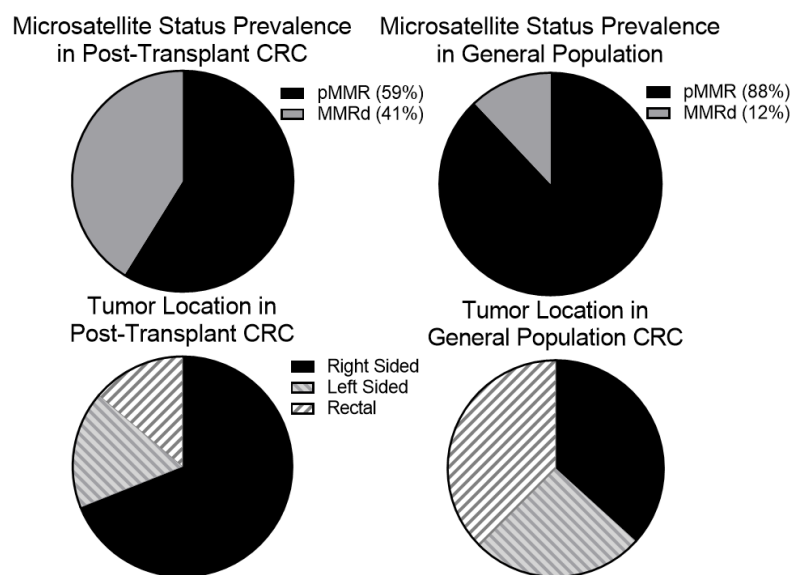 Microsatellite Status Prevalence
in Post-Transplant CRC
pMMR (59%)
MMRd (41%)
Microsatellite Status Prevalence
in General Population
pMMR (88%)
MMRd (12%)
Tumor Location in
Post-Transplant CRC
Right Sided
Left Sided
Rectal
Tumor Location in
General Population CRC